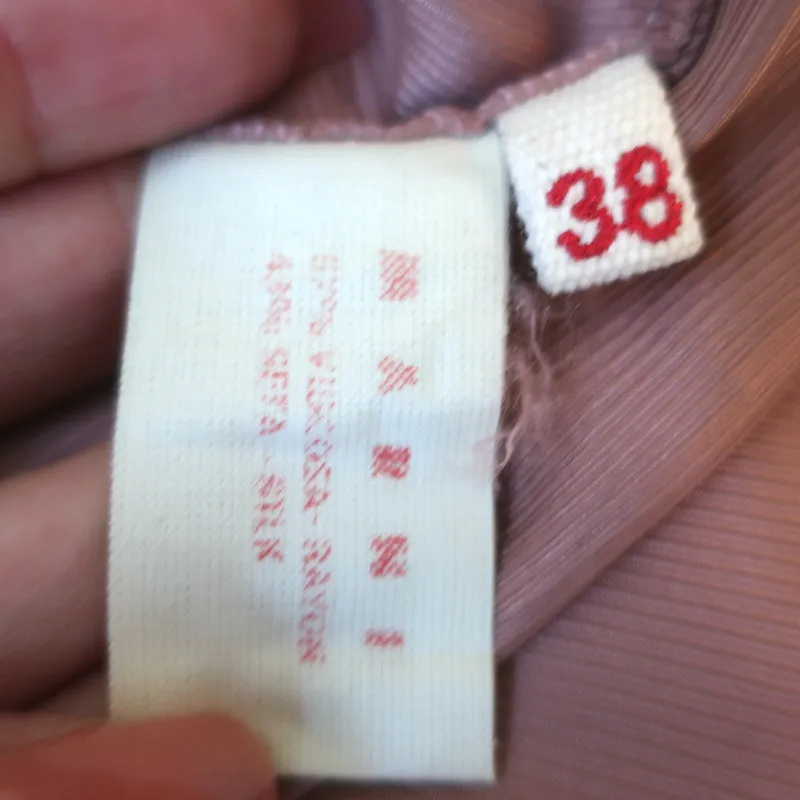 38
MARNI
57% VISCOSA - RAYON
43% SETA - SILK